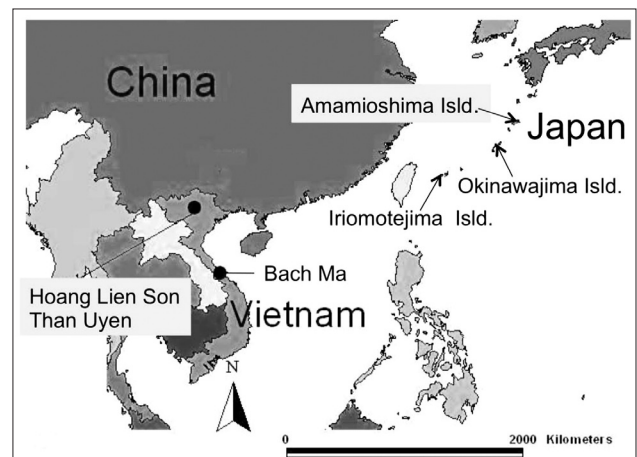 China
Amamioshima Isld.
Japan
Okinawajima Isld.
Iriomotejima Isld.
Bach Ma
Hoang Lien Son
Than Uyen
Vietnam
N
0 2000 Kilometers